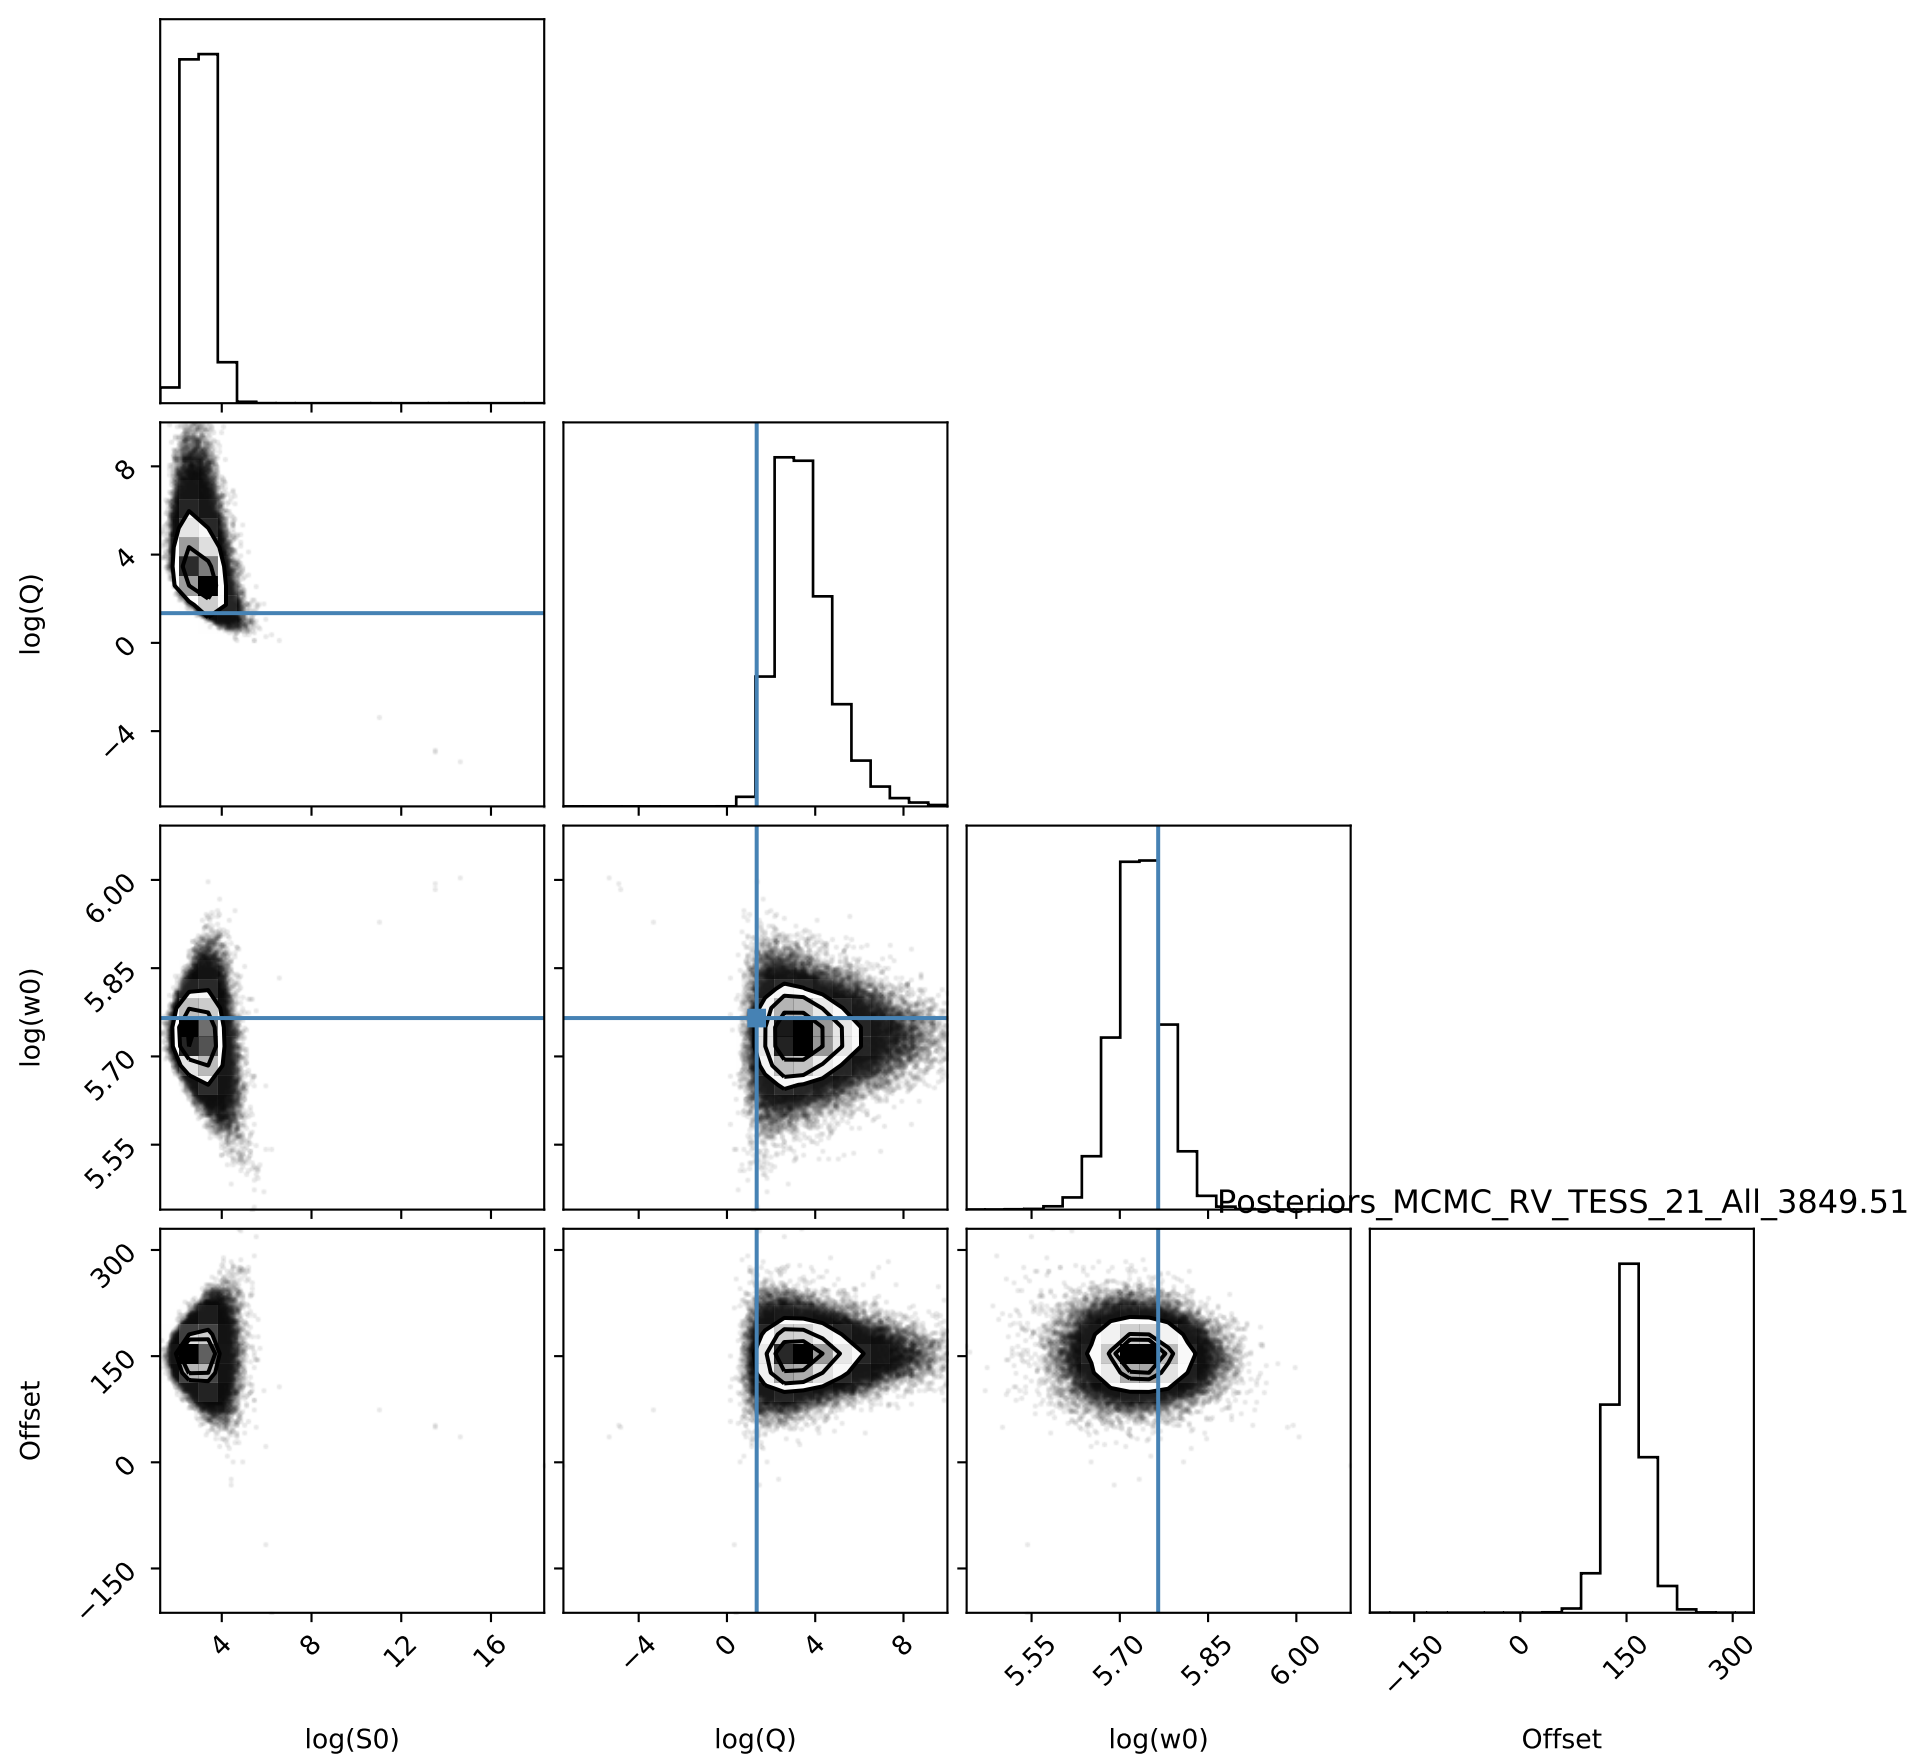 8
4
0
−4
log(Q)
6.00
5.85
5.70
5.55
log(w0)
Posteriors_MCMC_RV_TESS_21_All_3849.51
300
150
0
−150
Offset
4 8 12 16 −4 0 4 8 5.55 5.70 5.85 6.00 −150 0 150 300
log(S0) log(Q) log(w0) Offset